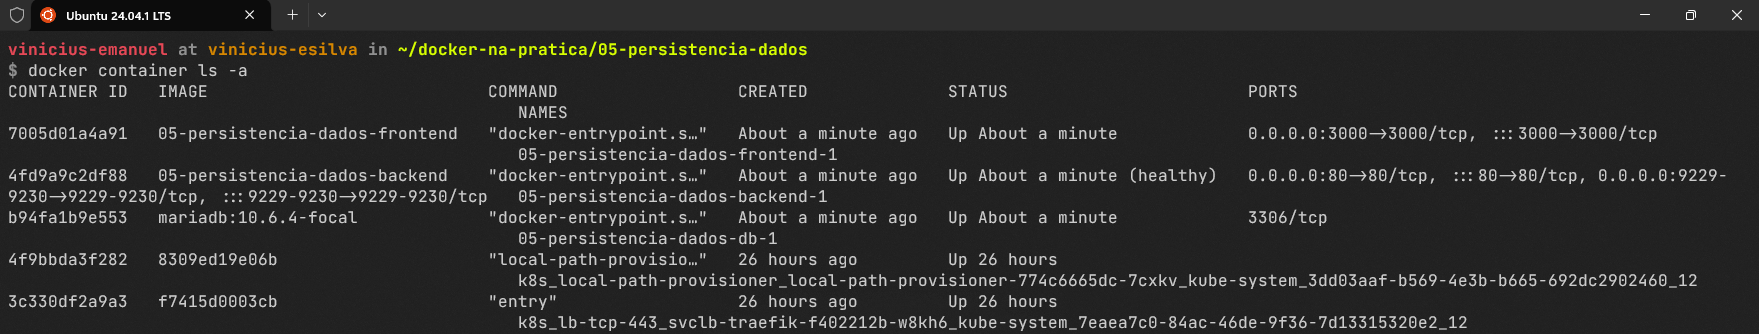 Ubuntu 24.04.1 LTS
vinicius-emanuel at vinicius-esilva in ~/docker-na-pratica/05-persistencia-dados
$ docker container ls -a
CONTAINER ID   IMAGE                            COMMAND                  CREATED              STATUS                        PORTS
NAMES
7005d01a4a91   05-persistencia-dados-frontend   "docker-entrypoint.s…"   About a minute ago   Up About a minute             0.0.0.0:3000->3000/tcp, :::3000->3000/tcp
05-persistencia-dados-frontend-1
4fd9a9c2df88   05-persistencia-dados-backend    "docker-entrypoint.s…"   About a minute ago   Up About a minute (healthy)   0.0.0.0:80->80/tcp, :::80->80/tcp, 0.0.0.0:9229-
9230->9229-9230/tcp, :::9229-9230->9229-9230/tcp   05-persistencia-dados-backend-1
b94fa1b9e553   mariadb:10.6.4-focal             "docker-entrypoint.s…"   About a minute ago   Up About a minute             3306/tcp
05-persistencia-dados-db-1
4f9bbda3f282   8309ed19e06b                     "local-path-provisio…"   26 hours ago         Up 26 hours
k8s_local-path-provisioner_local-path-provisioner-774c6665dc-7cxkv_kube-system_3dd03aaf-b569-4e3b-b665-692dc2902460_12
3c330df2a9a3   f7415d0003cb                     "entry"                  26 hours ago         Up 26 hours
k8s_lb-tcp-443_svclb-traefik-f402212b-w8kh6_kube-system_7eaea7c0-84ac-46de-9f36-7d13315320e2_12